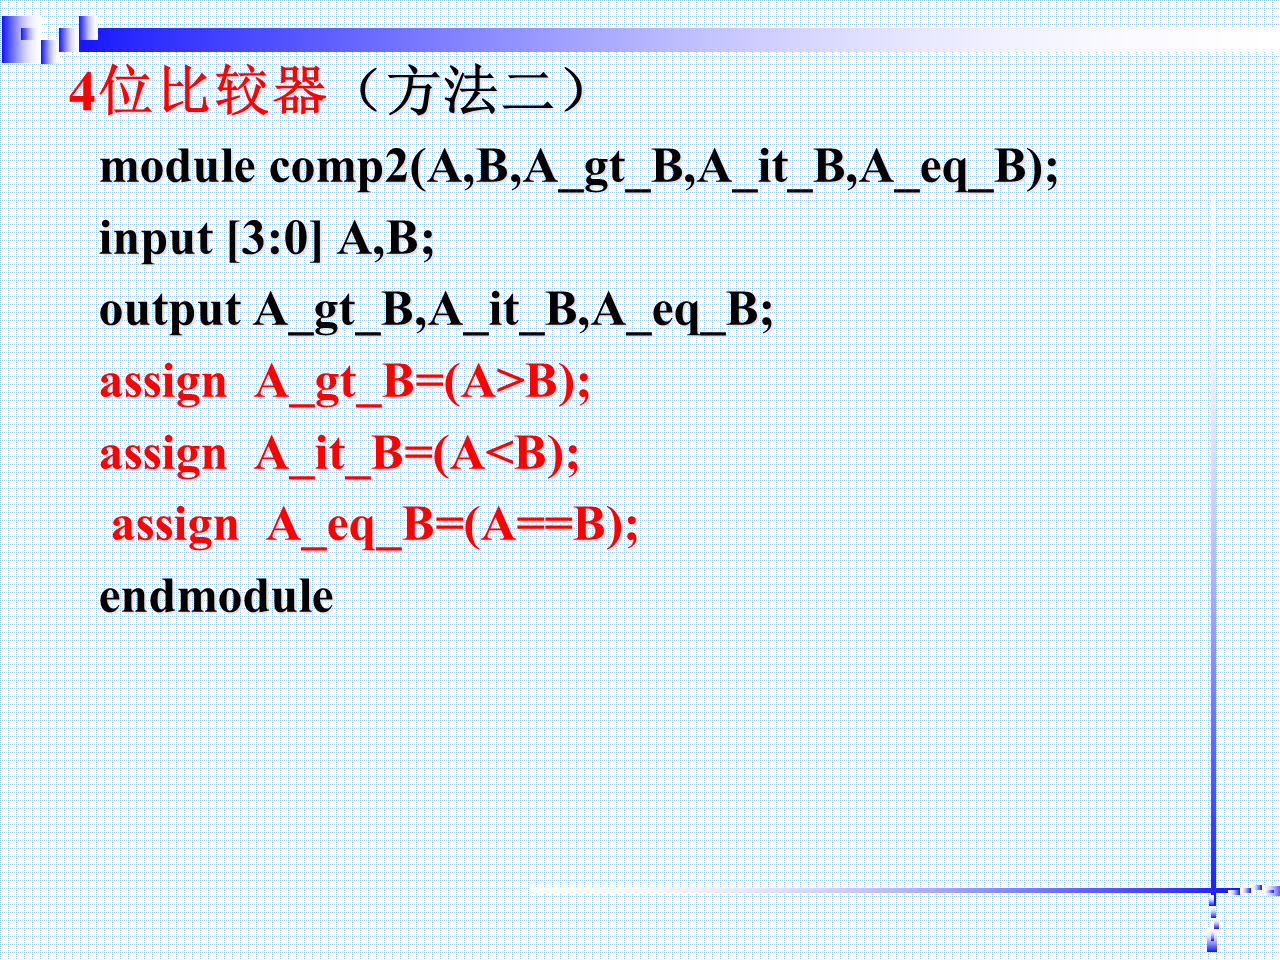 4位比较器（方法二）
module comp2(A,B,A_gt_B,A_it_B,A_eq_B);
input [3:0] A,B;
output A_gt_B,A_it_B,A_eq_B;
assign  A_gt_B=(A>B);
assign  A_it_B=(A<B);
assign  A_eq_B=(A==B);
endmodule